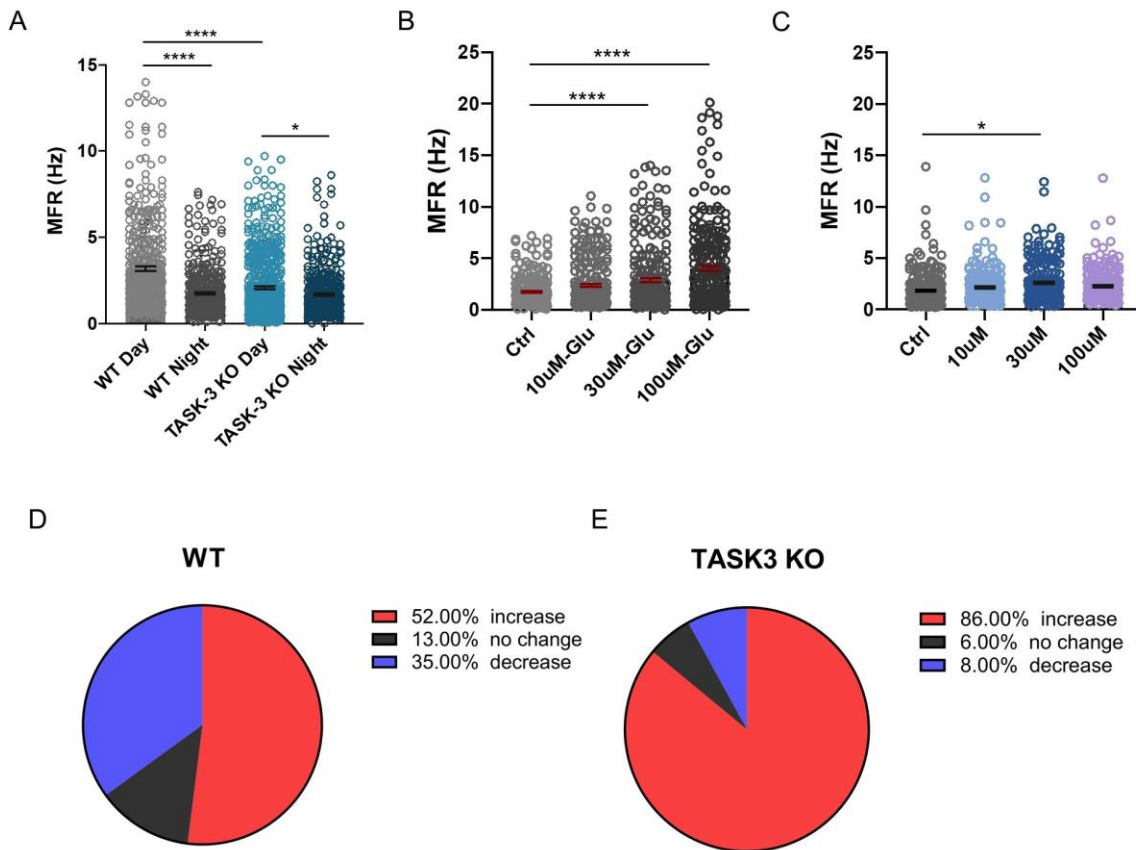 A
****
****
*
MFR (Hz)
15
10
5
0
WT Day
WT Night
TASK-3 KO Day
TASK-3 KO Night
B
****
****
MFR (Hz)
25
20
15
10
5
0
Ctrl
10uM-Glu
30uM-Glu
100uM-Glu
C
*
MFR (Hz)
25
20
15
10
5
0
Ctrl
10uM
30uM
100uM
D
WT
52.00% increase
13.00% no change
35.00% decrease
E
TASK3 KO
86.00% increase
6.00% no change
8.00% decrease